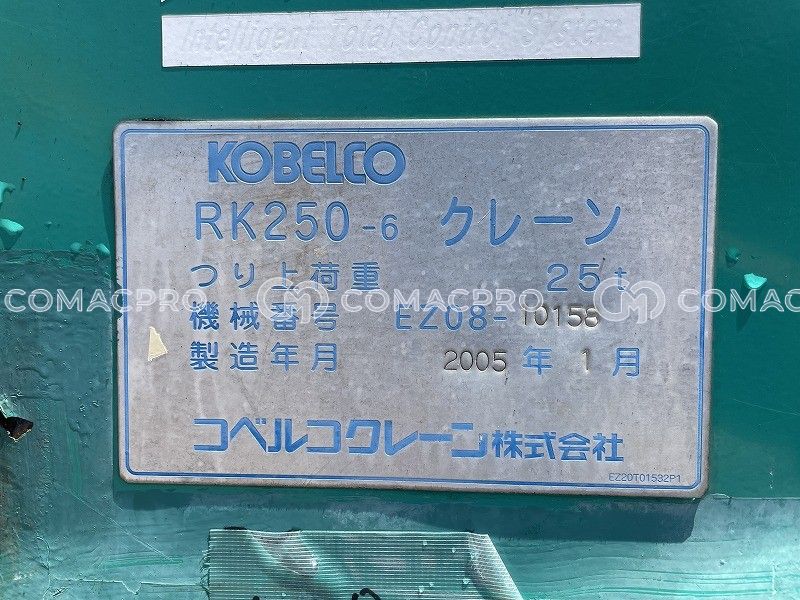 Intelligent Total Control System
KOBELCO
RK250-6 クレーン
つり上荷重 25t
COMACPRO COMACPRO COMACPRO
機械番号 EZ08-10158
製造年月 2005年1月
コベルコクレーン株式会社
EZ20T01532P1